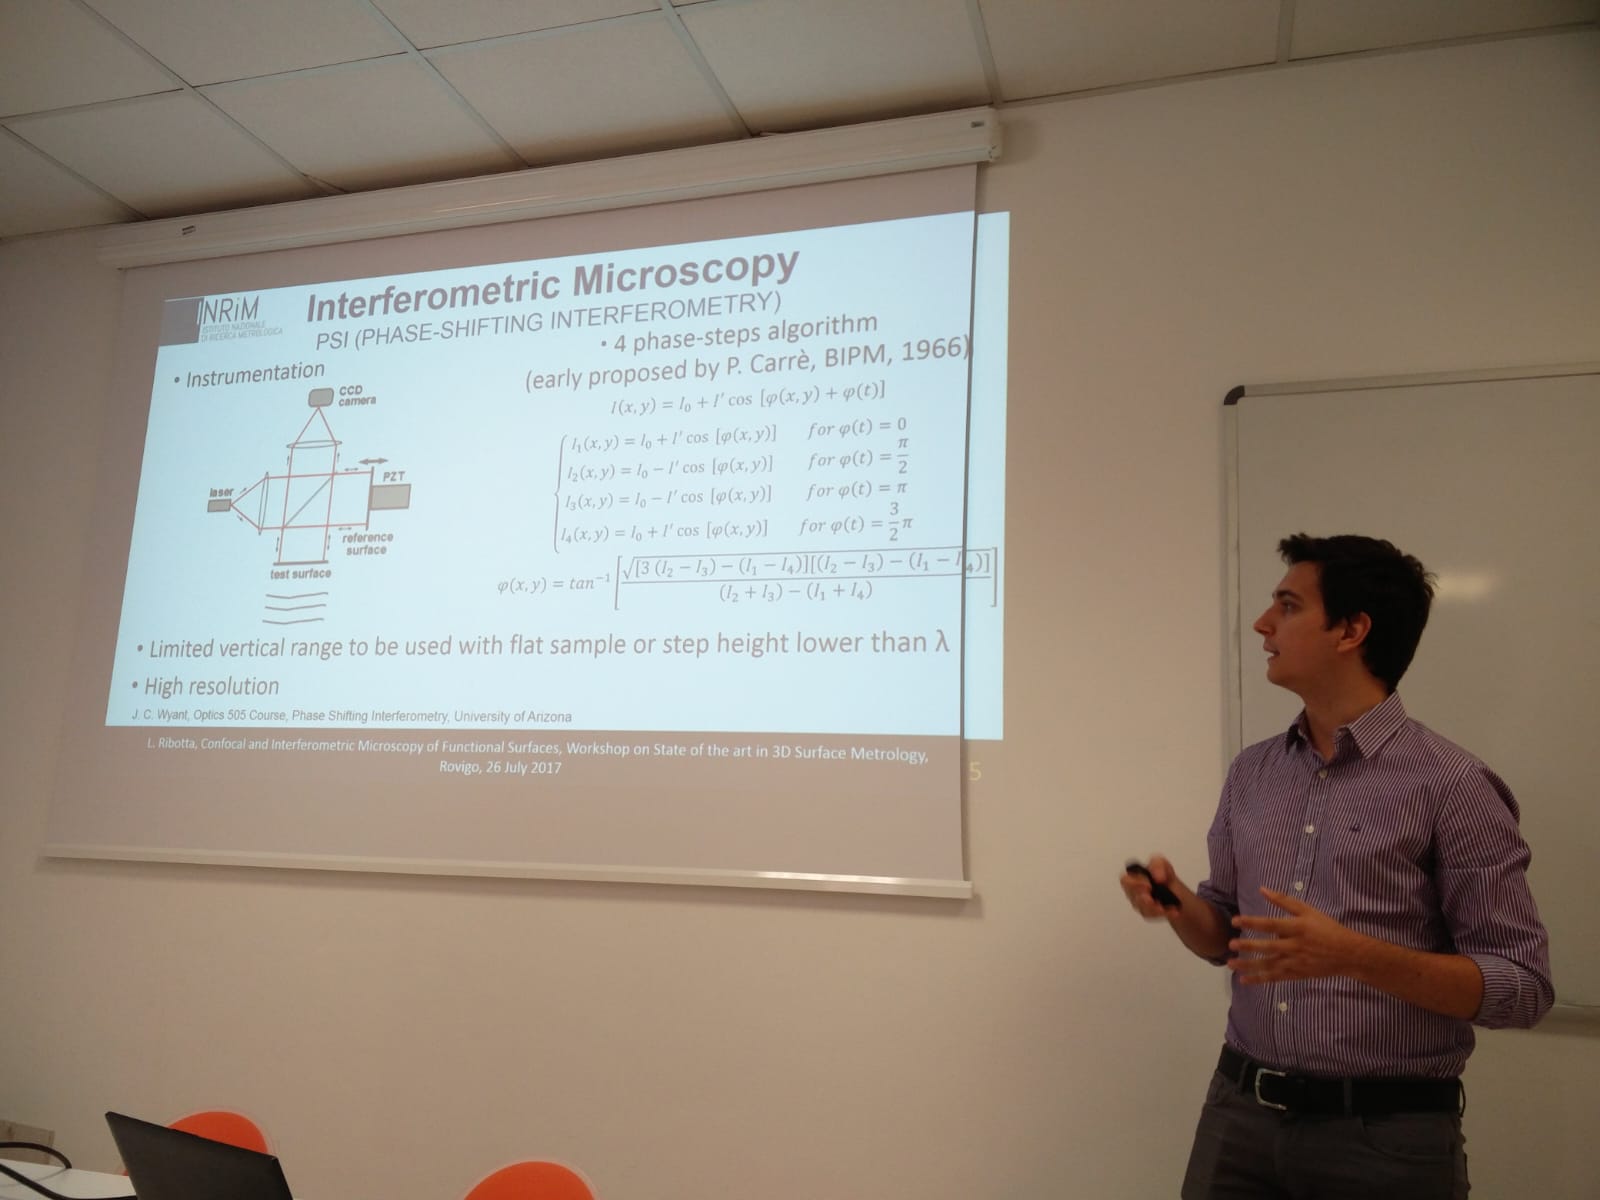 INRiM
ISTITUTO NAZIONALE
DI RICERCA METROLOGICA
Interferometric Microscopy
PSI (PHASE-SHIFTING INTERFEROMETRY)
• Instrumentation
CCD
camera
laser
PZT
reference
surface
test surface
• 4 phase-steps algorithm
(early proposed by P. Carrè, BIPM, 1966)
I(x, y) = I₀ + I′ cos [φ(x, y) + φ(t)]
I₁(x, y) = I₀ + I′ cos [φ(x, y)] for φ(t) = 0
I₂(x, y) = I₀ − I′ cos [φ(x, y)] for φ(t) = π/2
I₃(x, y) = I₀ − I′ cos [φ(x, y)] for φ(t) = π
I₄(x, y) = I₀ + I′ cos [φ(x, y)] for φ(t) = 3/2 π
φ(x, y) = tan⁻¹ [√[3 (I₂ − I₃) − (I₁ − I₄)][(I₂ − I₃) − (I₁ − I₄)] / (I₂ + I₃) − (I₁ + I₄)]
• Limited vertical range to be used with flat sample or step height lower than λ
• High resolution
J. C. Wyant, Optics 505 Course, Phase Shifting Interferometry, University of Arizona
L. Ribotta, Confocal and Interferometric Microscopy of Functional Surfaces, Workshop on State of the art in 3D Surface Metrology,
Rovigo, 26 July 2017
5